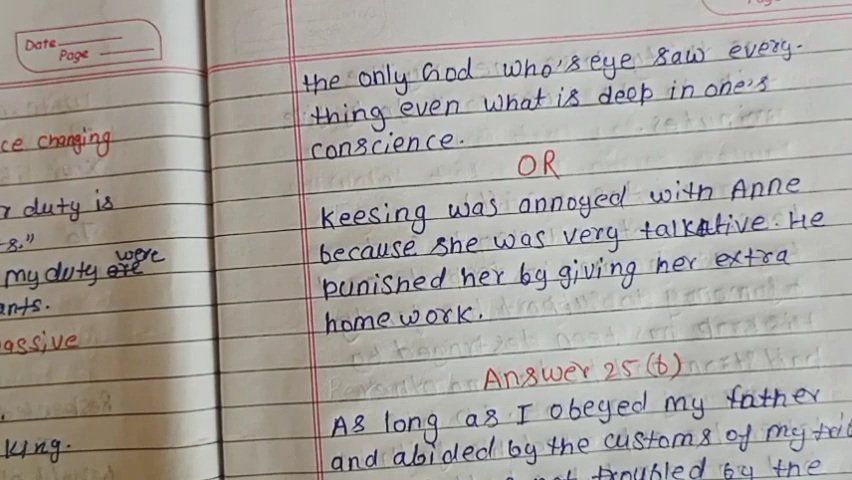 Date
Page
ce changing
r duty is
-s."
my duty were
ants.
assive
king.
the only God who's eye saw every-
thing even what is deep in one's
conscience.
OR
Keesing was annoyed with Anne
because she was very talkative. He
punished her by giving her extra
home work.
Answer 25 (b)
As long as I obeyed my father
and abided by the customs of my
troubled by the